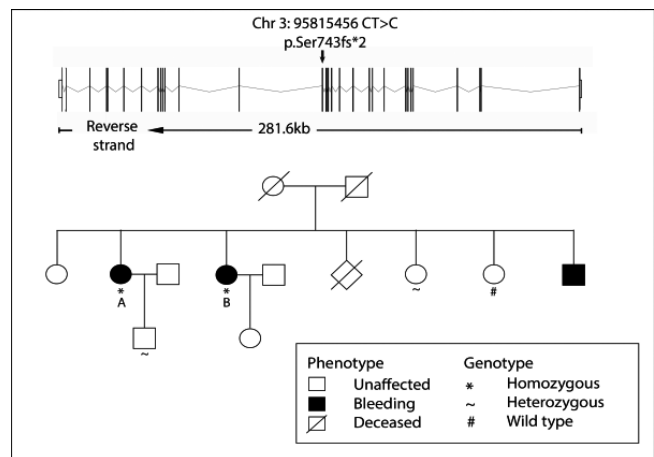 Chr 3: 95815456 CT>C
p.Ser743fs*2
Reverse
strand
281.6kb
*
A
*
B
~
#
~
Phenotype Genotype
Unaffected * Homozygous
Bleeding ~ Heterozygous
Deceased # Wild type